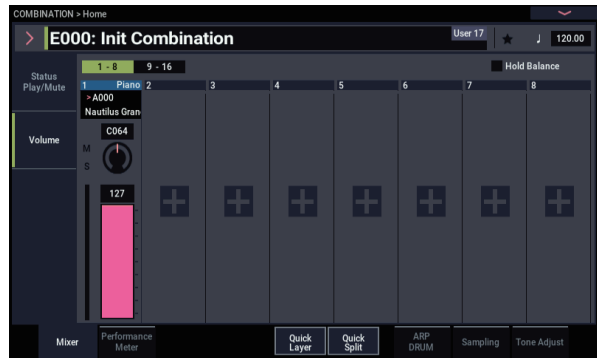 COMBINATION > Home
E000: Init Combination
User 17
♩ 120.00
Status
Play/Mute
1 - 8
9 - 16
Hold Balance
1 Piano 2 3 4 5 6 7 8
>A000
Nautilus Gran
Volume
C064
M
S
127
Mixer
Performance
Meter
Quick
Layer
Quick
Split
ARP
DRUM
Sampling
Tone Adjust